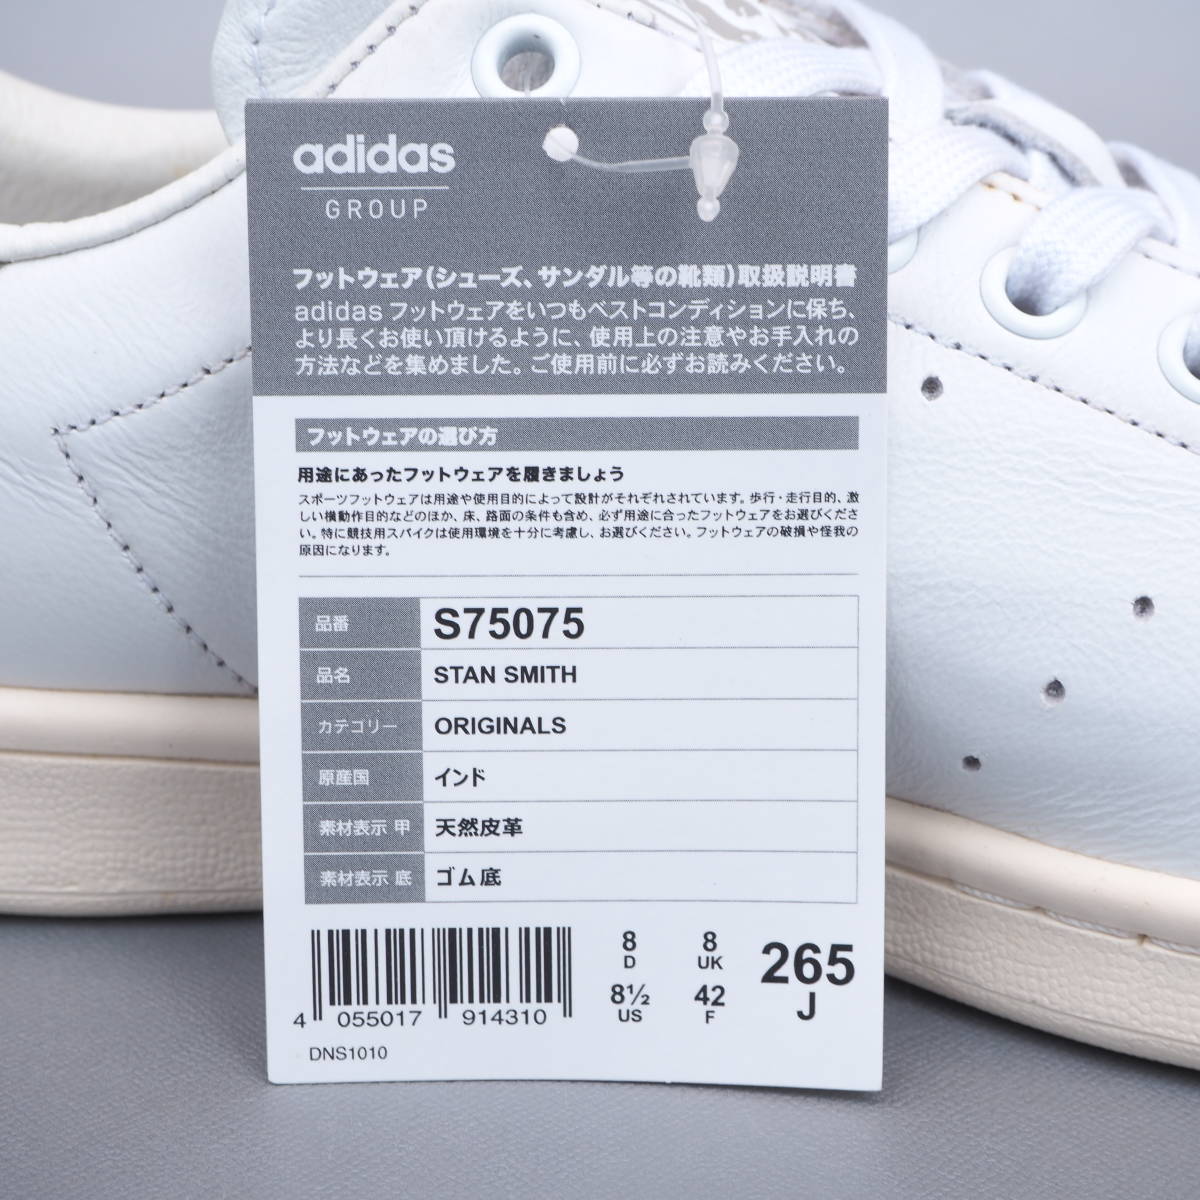 adidas
GROUP
フットウェア(シューズ、サンダル等の靴類)取扱説明書
adidas フットウェアをいつもベストコンディションに保ち、
より長くお使い頂けるように、使用上の注意やお手入れの
方法などを集めました。ご使用前に必ずお読みください。
フットウェアの選び方
用途にあったフットウェアを履きましょう
スポーツフットウェアは用途や使用目的によって設計がそれぞれされています。歩行・走行目的、激
しい横動作目的などのほか、床、路面の条件も含め、必ず用途に合ったフットウェアをお選びくださ
い。特に競技用スパイクは使用環境を十分に考慮し、お選びください。フットウェアの破損や怪我の
原因になります。
品番 S75075
品名 STAN SMITH
カテゴリー ORIGINALS
原産国 インド
素材表示 甲 天然皮革
素材表示 底 ゴム底
8 D 8 UK 265 J
8½ US 42 F
4 055017 914310
DNS1010